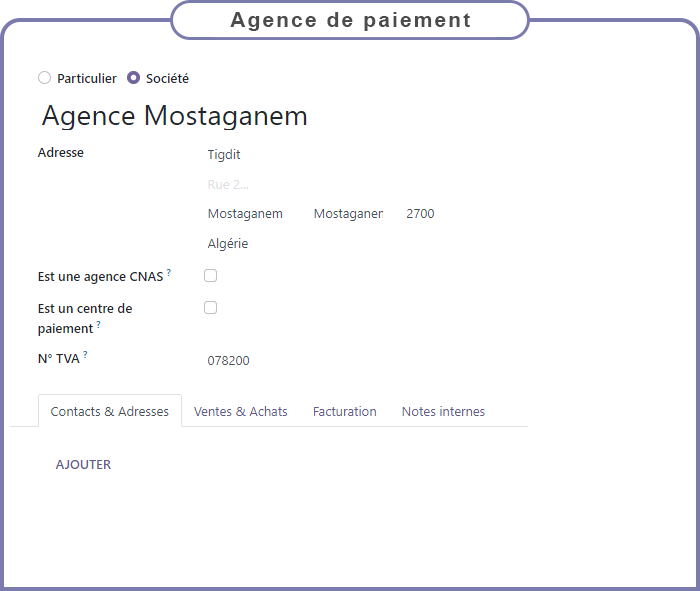 Agence de paiement
Particulier Société
Agence Mostaganem
Adresse Tigdit
Rue 2...
Mostaganem Mostaganer 2700
Algérie
Est une agence CNAS ?
Est un centre de
paiement ?
N° TVA ? 078200
Contacts & Adresses Ventes & Achats Facturation Notes internes
AJOUTER